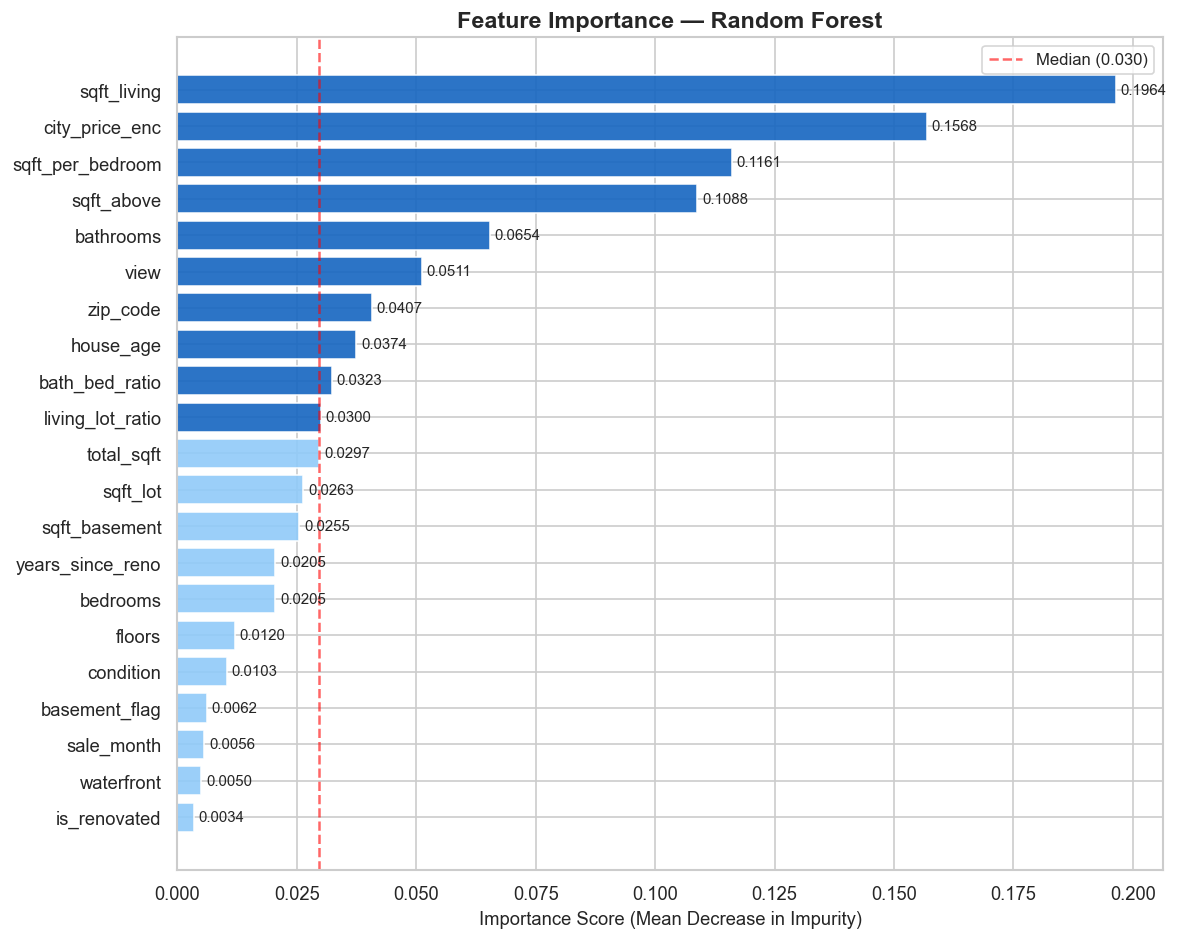 Feature Importance — Random Forest
Median (0.030)
sqft_living 0.1964
city_price_enc 0.1568
sqft_per_bedroom 0.1161
sqft_above 0.1088
bathrooms 0.0654
view 0.0511
zip_code 0.0407
house_age 0.0374
bath_bed_ratio 0.0323
living_lot_ratio 0.0300
total_sqft 0.0297
sqft_lot 0.0263
sqft_basement 0.0255
years_since_reno 0.0205
bedrooms 0.0205
floors 0.0120
condition 0.0103
basement_flag 0.0062
sale_month 0.0056
waterfront 0.0050
is_renovated 0.0034
0.000 0.025 0.050 0.075 0.100 0.125 0.150 0.175 0.200
Importance Score (Mean Decrease in Impurity)